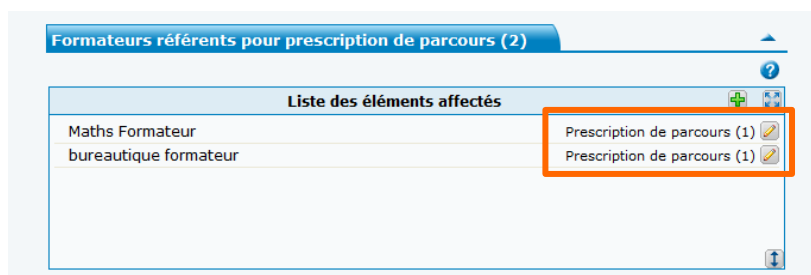 Formateurs référents pour prescription de parcours (2)
Liste des éléments affectés
Maths Formateur Prescription de parcours (1)
bureautique formateur Prescription de parcours (1)